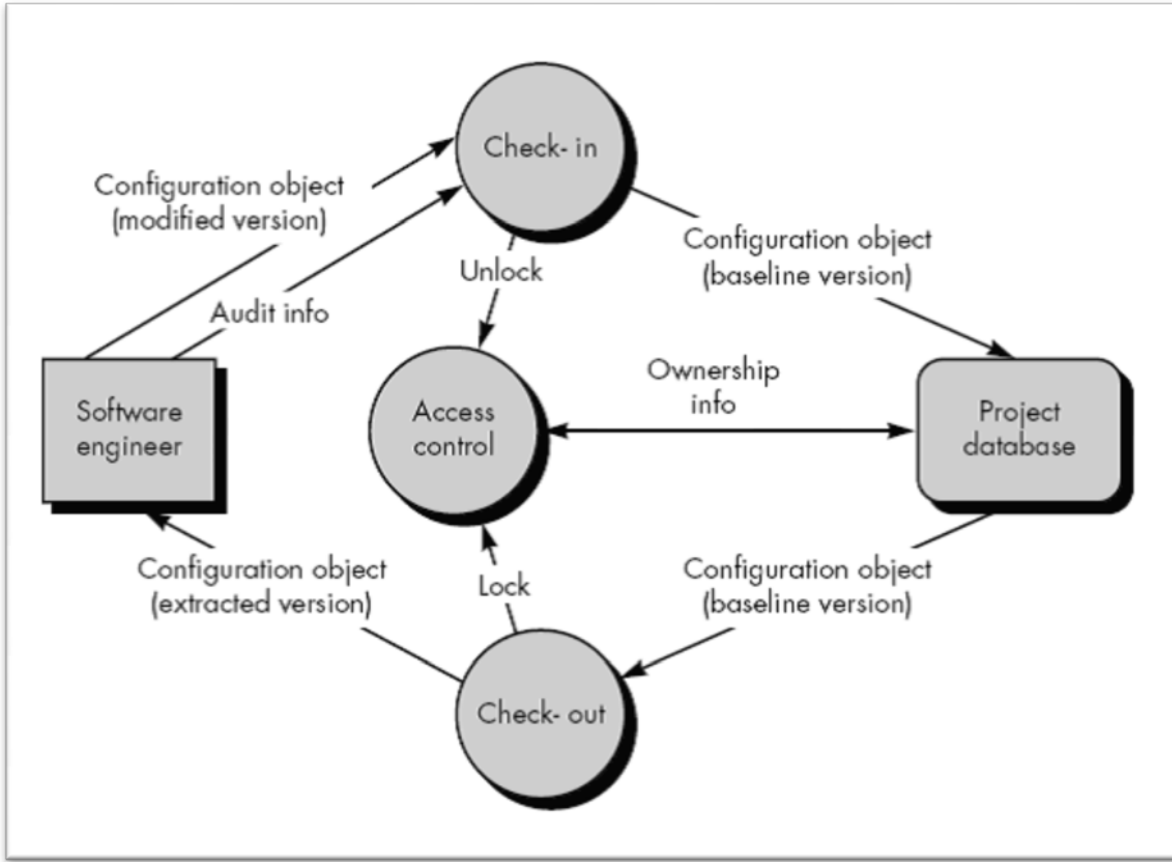 Check- in
Configuration object
(modified version)
Configuration object
(baseline version)
Unlock
Audit info
Ownership
info
Software
engineer
Access
control
Project
database
Configuration object
(extracted version)
Lock
Configuration object
(baseline version)
Check- out